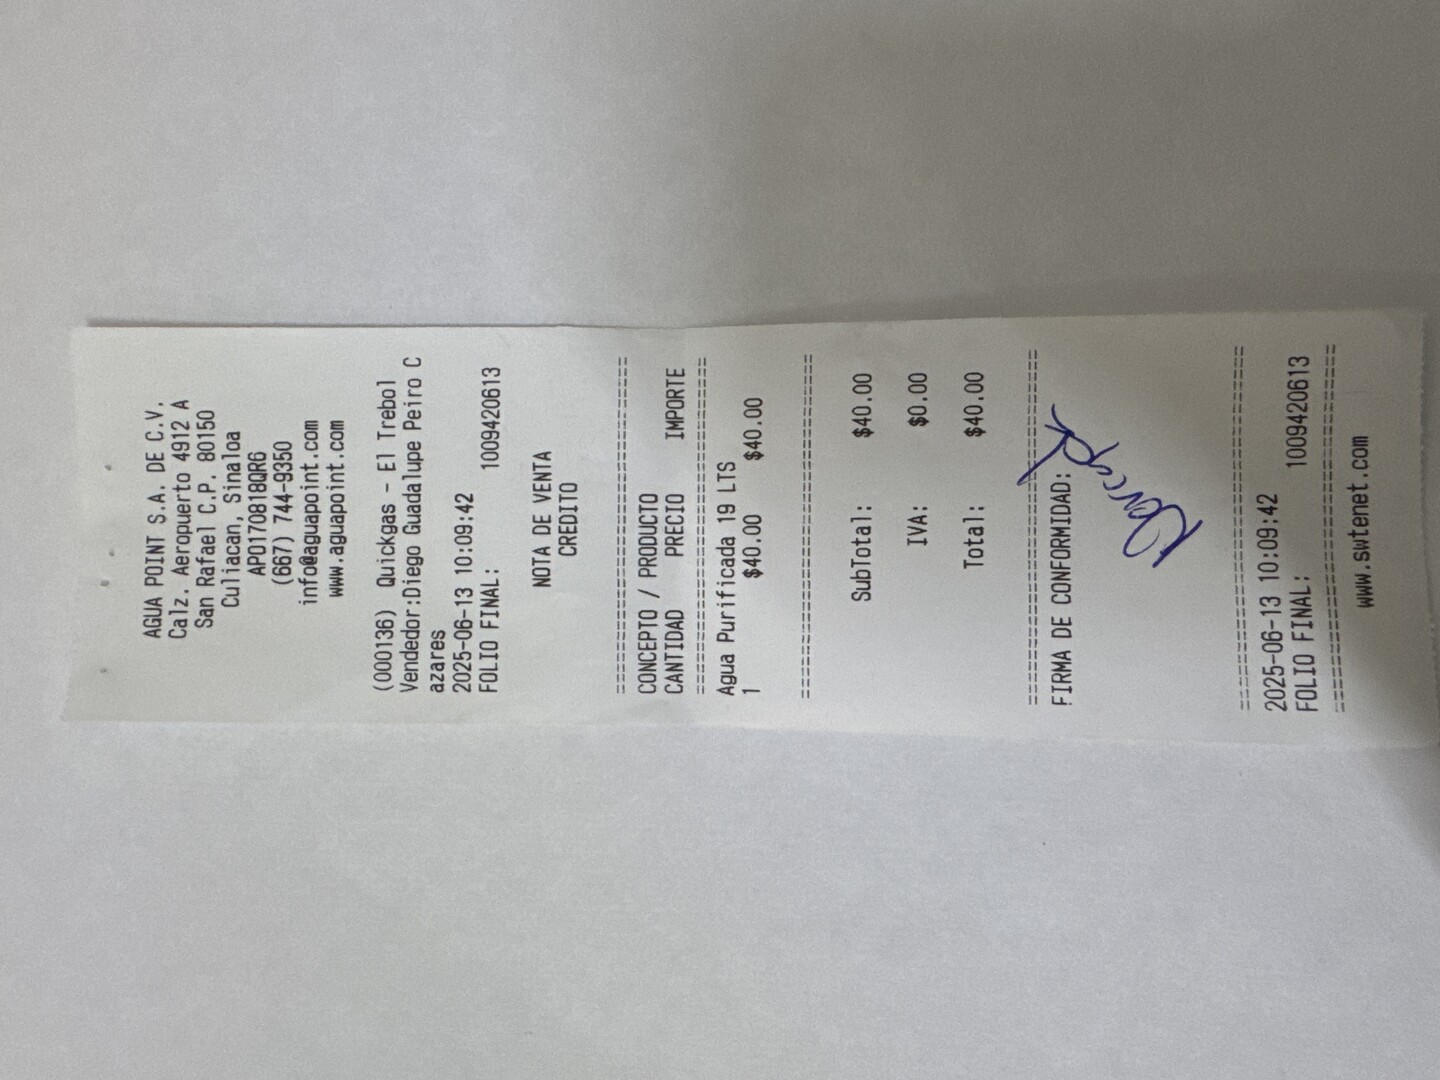 AGUA POINT S.A. DE C.V.
Calz. Aeropuerto 4912 A
San Rafael C.P. 80150
Culiacan, Sinaloa
APO170818QR6
(667) 744-9350
info@aguapoint.com
www.aguapoint.com
(000136) Quickgas - El Trebol
Vendedor:Diego Guadalupe Peiro C
azares
2025-06-13 10:09:42
FOLIO FINAL: 1009420613
NOTA DE VENTA
CREDITO
================================
CONCEPTO / PRODUCTO
CANTIDAD PRECIO IMPORTE
================================
Agua Purificada 19 LTS
1 $40.00 $40.00
================================
SubTotal: $40.00
IVA: $0.00
Total: $40.00
================================
FIRMA DE CONFORMIDAD:
================================
2025-06-13 10:09:42
FOLIO FINAL: 1009420613
================================
www.swtenet.com